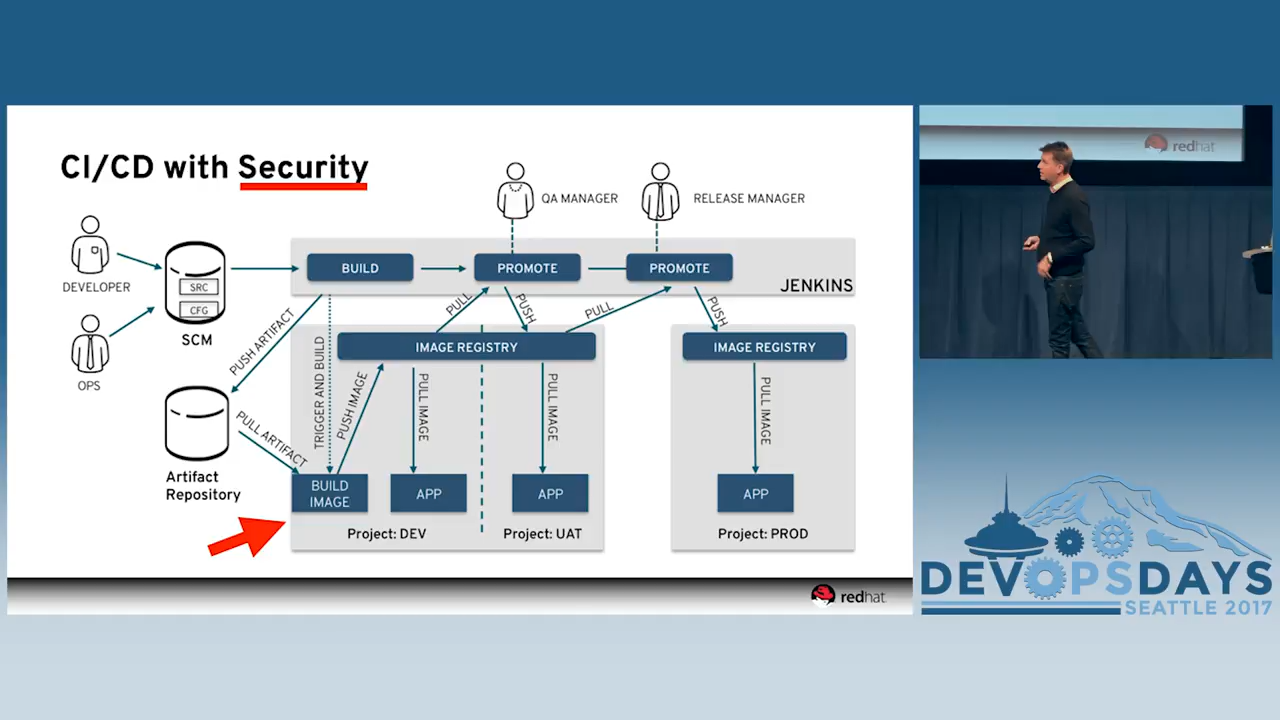 CI/CD with Security
QA MANAGER
RELEASE MANAGER
DEVELOPER
OPS
SRC
CFG
SCM
BUILD
PROMOTE
PROMOTE
JENKINS
PULL
PUSH
PULL
PUSH
PUSH ARTIFACT
TRIGGER AND BUILD
IMAGE REGISTRY
IMAGE REGISTRY
PUSH IMAGE
PULL IMAGE
PULL IMAGE
PULL IMAGE
PULL ARTIFACT
Artifact
Repository
BUILD
IMAGE
APP
APP
APP
Project: DEV
Project: UAT
Project: PROD
redhat
redhat
DEVOPSDAYS
SEATTLE 2017